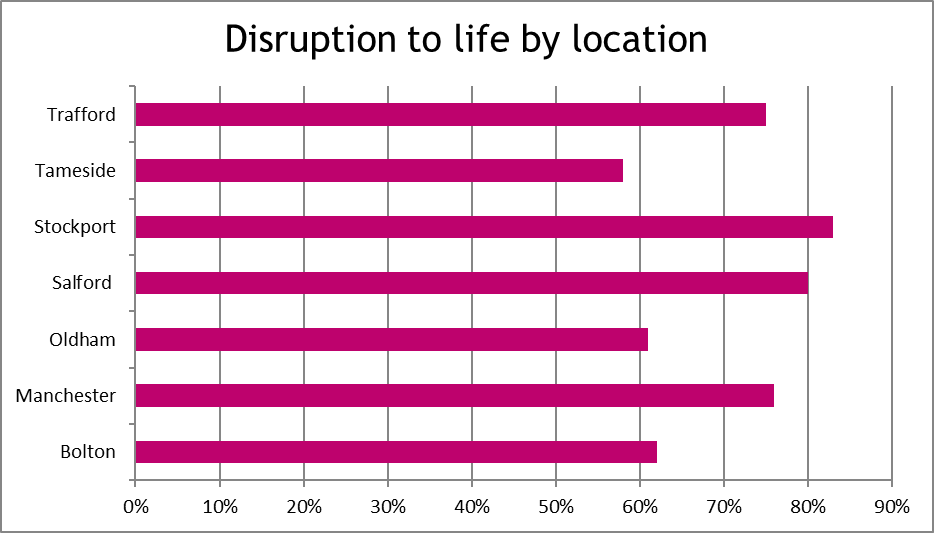 Disruption to life by location
Trafford
Tameside
Stockport
Salford
Oldham
Manchester
Bolton
0% 10% 20% 30% 40% 50% 60% 70% 80% 90%